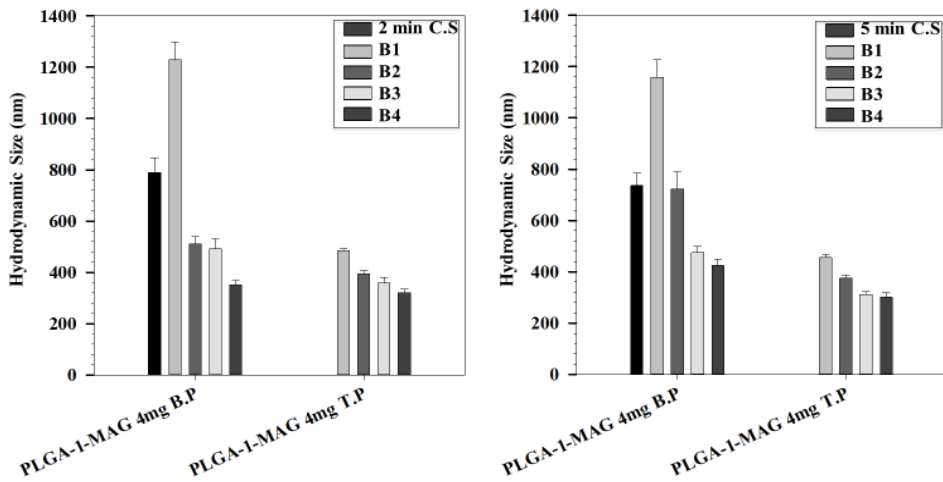 1400
1200
1000
800
600
400
200
0
Hydrodynamic Size (nm)
2 min C.S
B1
B2
B3
B4
PLGA-1-MAG 4mg B.P
PLGA-1-MAG 4mg T.P
1400
1200
1000
800
600
400
200
0
Hydrodynamic Size (nm)
5 min C.S
B1
B2
B3
B4
PLGA-1-MAG 4mg B.P
PLGA-1-MAG 4mg T.P